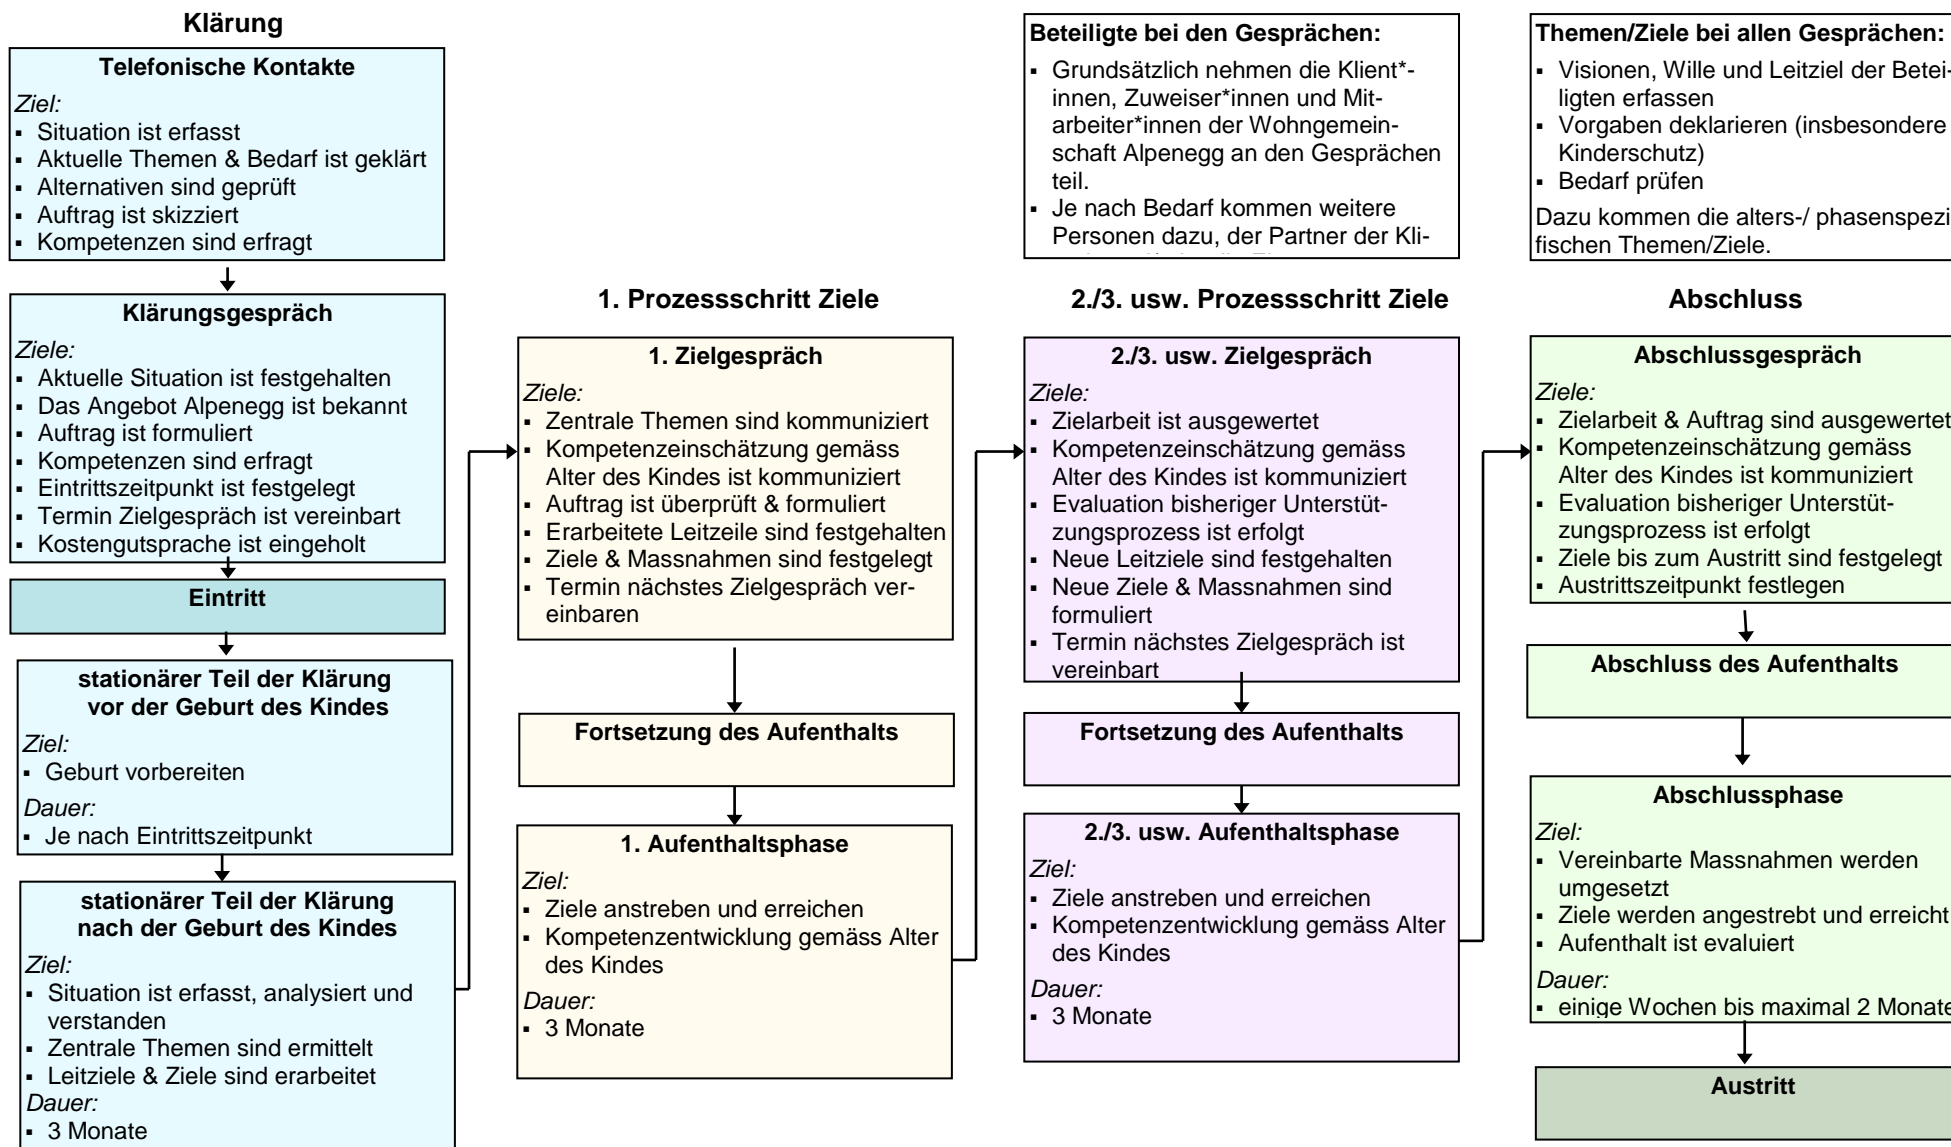 Klärung
Telefonische Kontakte
Ziel:
▪ Situation ist erfasst
▪ Aktuelle Themen & Bedarf ist geklärt
▪ Alternativen sind geprüft
▪ Auftrag ist skizziert
▪ Kompetenzen sind erfragt
Klärungsgespräch
Ziele:
▪ Aktuelle Situation ist festgehalten
▪ Das Angebot Alpenegg ist bekannt
▪ Auftrag ist formuliert
▪ Kompetenzen sind erfragt
▪ Eintrittszeitpunkt ist festgelegt
▪ Termin Zielgespräch ist vereinbart
▪ Kostengutsprache ist eingeholt
Eintritt
stationärer Teil der Klärung
vor der Geburt des Kindes
Ziel:
▪ Geburt vorbereiten
Dauer:
▪ Je nach Eintrittszeitpunkt
stationärer Teil der Klärung
nach der Geburt des Kindes
Ziel:
▪ Situation ist erfasst, analysiert und
verstanden
▪ Zentrale Themen sind ermittelt
▪ Leitziele & Ziele sind erarbeitet
Dauer:
▪ 3 Monate
1. Prozessschritt Ziele
1. Zielgespräch
Ziele:
▪ Zentrale Themen sind kommuniziert
▪ Kompetenzeinschätzung gemäss
Alter des Kindes ist kommuniziert
▪ Auftrag ist überprüft & formuliert
▪ Erarbeitete Leitzeile sind festgehalten
▪ Ziele & Massnahmen sind festgelegt
▪ Termin nächstes Zielgespräch ver-
einbaren
Fortsetzung des Aufenthalts
1. Aufenthaltsphase
Ziel:
▪ Ziele anstreben und erreichen
▪ Kompetenzentwicklung gemäss Alter
des Kindes
Dauer:
▪ 3 Monate
Beteiligte bei den Gesprächen:
▪ Grundsätzlich nehmen die Klient*-
innen, Zuweiser*innen und Mit-
arbeiter*innen der Wohngemein-
schaft Alpenegg an den Gesprächen
teil.
▪ Je nach Bedarf kommen weitere
Personen dazu, der Partner der Kli-
2./3. usw. Prozessschritt Ziele
2./3. usw. Zielgespräch
Ziele:
▪ Zielarbeit ist ausgewertet
▪ Kompetenzeinschätzung gemäss
Alter des Kindes ist kommuniziert
▪ Evaluation bisheriger Unterstüt-
zungsprozess ist erfolgt
▪ Neue Leitziele sind festgehalten
▪ Neue Ziele & Massnahmen sind
formuliert
▪ Termin nächstes Zielgespräch ist
vereinbart
Fortsetzung des Aufenthalts
2./3. usw. Aufenthaltsphase
Ziel:
▪ Ziele anstreben und erreichen
▪ Kompetenzentwicklung gemäss Alter
des Kindes
Dauer:
▪ 3 Monate
Themen/Ziele bei allen Gesprächen:
▪ Visionen, Wille und Leitziel der Betei-
ligten erfassen
▪ Vorgaben deklarieren (insbesondere
Kinderschutz)
▪ Bedarf prüfen
Dazu kommen die alters-/ phasenspezi
fischen Themen/Ziele.
Abschluss
Abschlussgespräch
Ziele:
▪ Zielarbeit & Auftrag sind ausgewertet
▪ Kompetenzeinschätzung gemäss
Alter des Kindes ist kommuniziert
▪ Evaluation bisheriger Unterstüt-
zungsprozess ist erfolgt
▪ Ziele bis zum Austritt sind festgelegt
▪ Austrittszeitpunkt festlegen
Abschluss des Aufenthalts
Abschlussphase
Ziel:
▪ Vereinbarte Massnahmen werden
umgesetzt
▪ Ziele werden angestrebt und erreicht
▪ Aufenthalt ist evaluiert
Dauer:
▪ einige Wochen bis maximal 2 Monate
Austritt